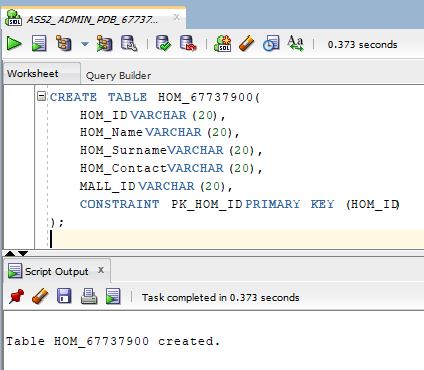 ASS2_ADMIN_PDB_67737... x
SQL
0.373 seconds
Worksheet Query Builder
CREATE TABLE HOM_67737900(
HOM_ID VARCHAR (20),
HOM_Name VARCHAR (20),
HOM_Surname VARCHAR (20),
HOM_Contact VARCHAR (20),
MALL_ID VARCHAR (20),
CONSTRAINT PK_HOM_ID PRIMARY KEY (HOM_ID)
);
Script Output x
Task completed in 0.373 seconds
Table HOM_67737900 created.